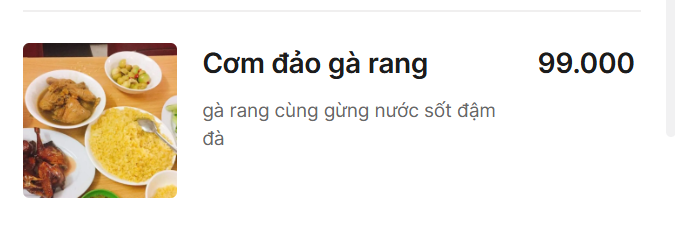 Cơm đảo gà rang 99.000
gà rang cùng gừng nước sốt đậm
đà